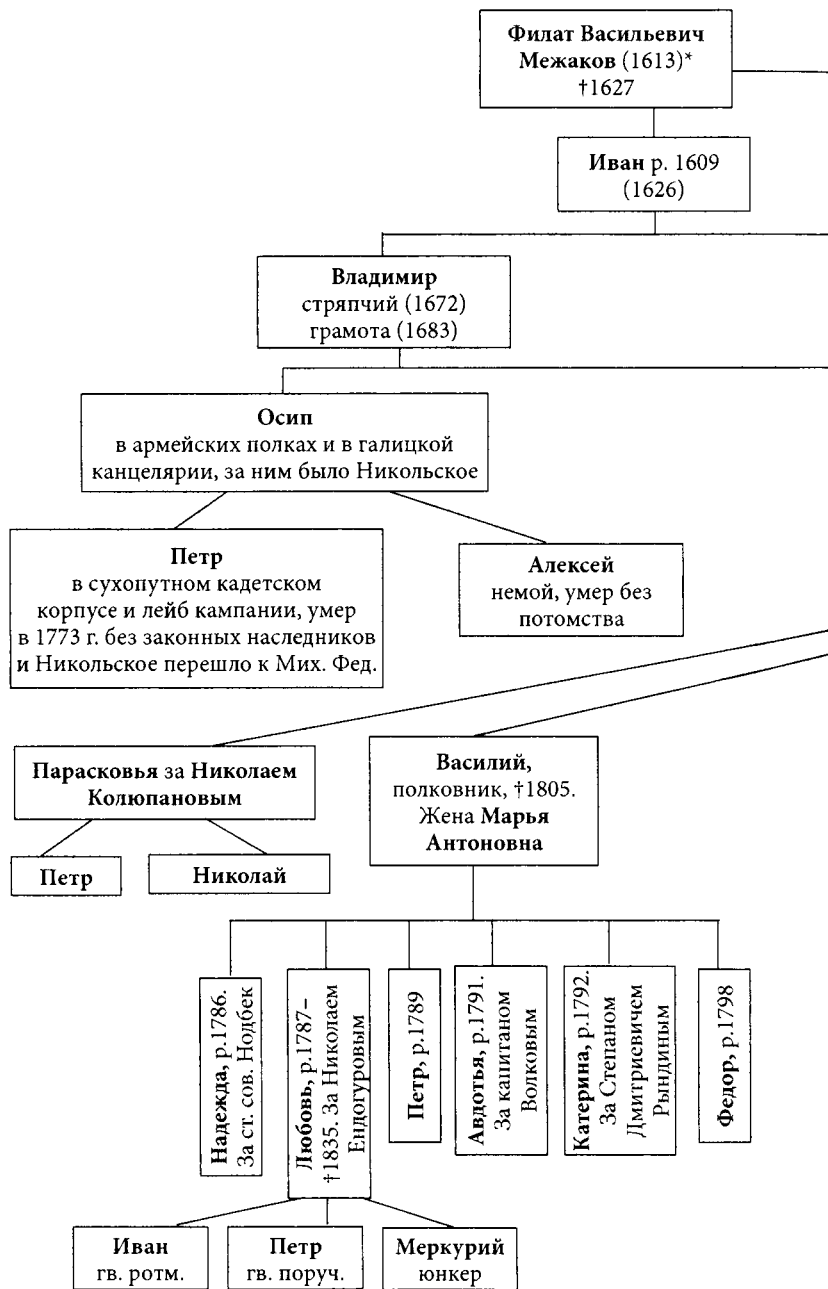 Филат Васильевич
Межаков (1613)*
†1627
Иван р. 1609
(1626)
Владимир
стряпчий (1672)
грамота (1683)
Осип
в армейских полках и в галицкой
канцелярии, за ним было Никольское
Петр
в сухопутном кадетском
корпусе и лейб кампании, умер
в 1773 г. без законных наследников
и Никольское перешло к Мих. Фед.
Алексей
немой, умер без
потомства
Парасковья за Николаем
Колюпановым
Василий,
полковник, †1805.
Жена Марья
Антоновна
Петр
Николай
Надежда, р.1786.
За ст. сов. Нодбек
Любовь, р.1787–
†1835. За Николаем
Ендогуровым
Петр, р.1789
Авдотья, р.1791.
За капитаном
Волковым
Катерина, р.1792.
За Степаном
Дмитриевичем
Рындиным
Федор, р.1798
Иван
гв. ротм.
Петр
гв. поруч.
Меркурий
юнкер